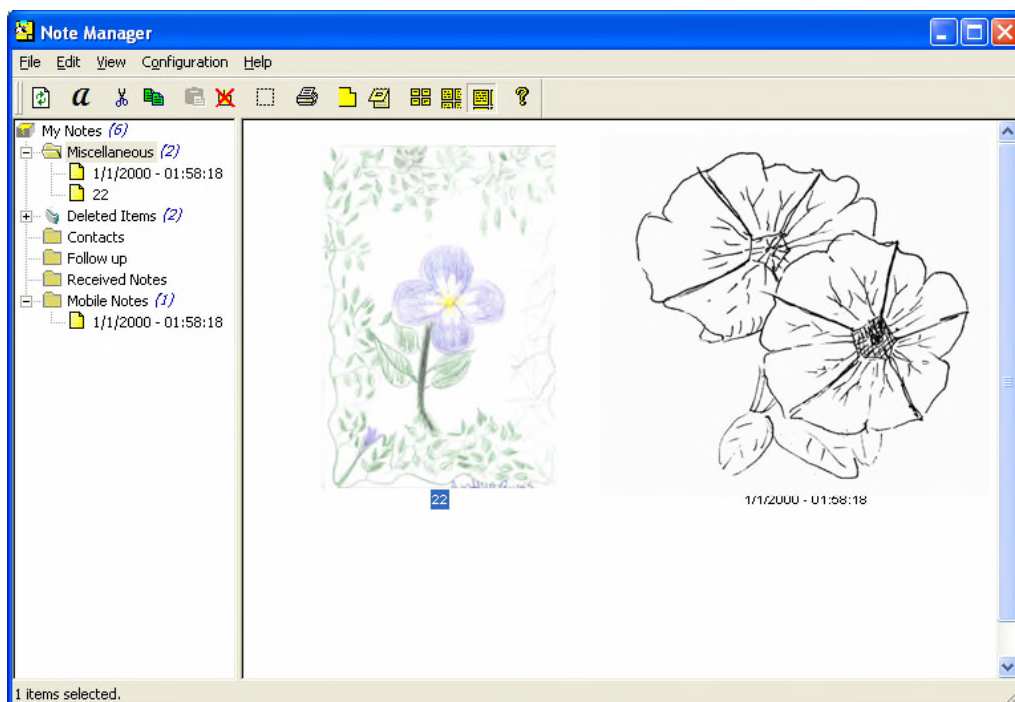 Note Manager
File Edit View Configuration Help
My Notes (6)
Miscellaneous (2)
1/1/2000 - 01:58:18
22
Deleted Items (2)
Contacts
Follow up
Received Notes
Mobile Notes (1)
1/1/2000 - 01:58:18
22
1/1/2000 - 01:58:18
1 items selected.